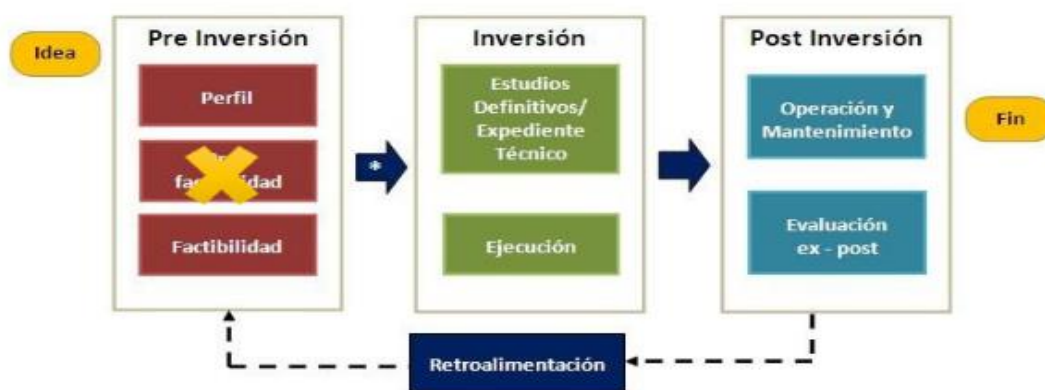 Idea
Pre Inversión
Perfil
Factibilidad
*
Inversión
Estudios
Definitivos/
Expediente
Técnico
Ejecución
Post Inversión
Operación y
Mantenimiento
Evaluación
ex - post
Fin
Retroalimentación